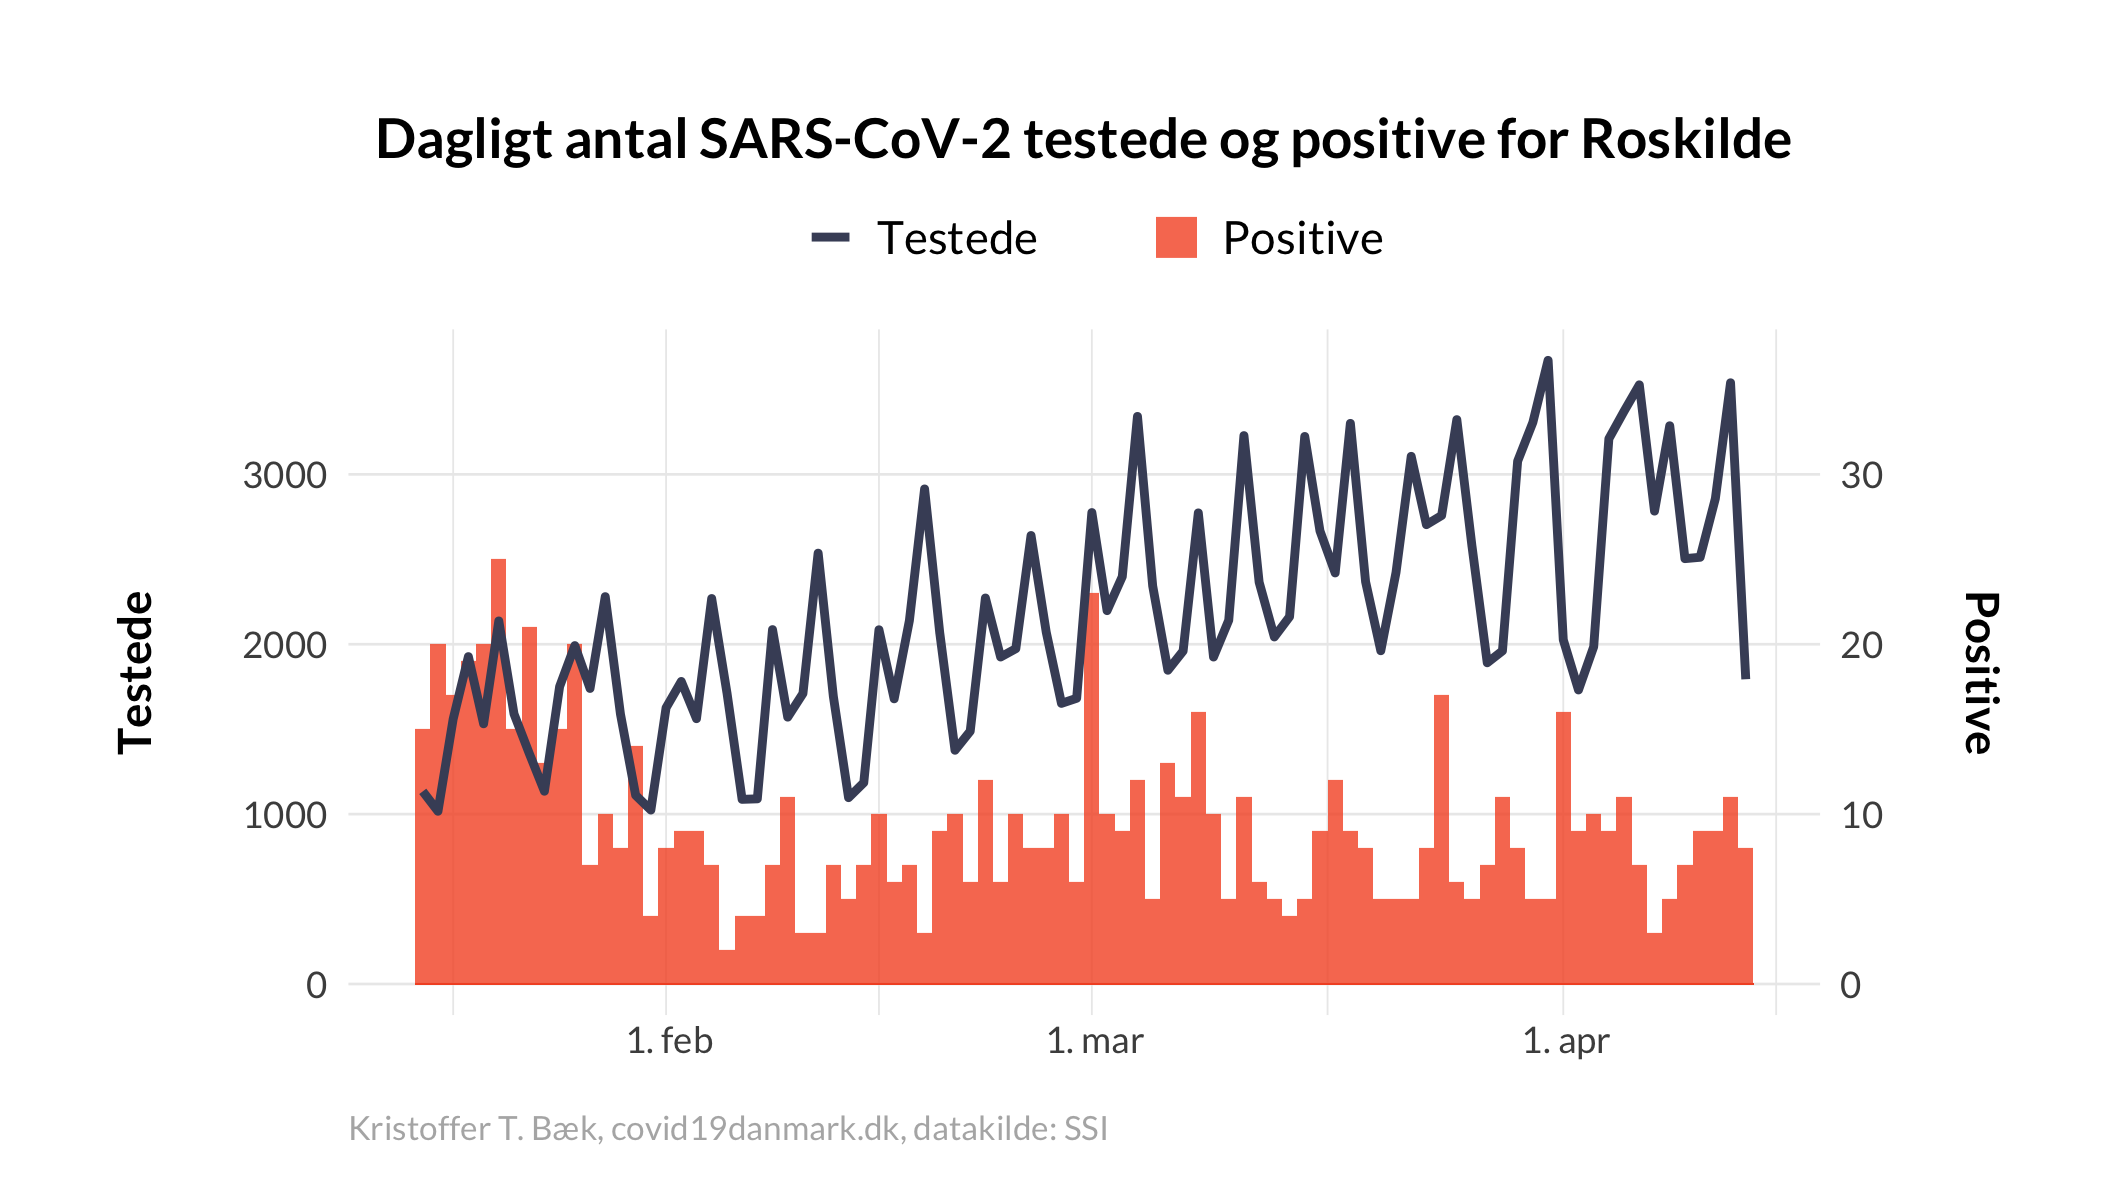 Dagligt antal SARS-CoV-2 testede og positive for Roskilde
Testede
Positive
Testede
3000
2000
1000
0
30
20
10
0
Positive
1. feb
1. mar
1. apr
Kristoffer T. Bæk, covid19danmark.dk, datakilde: SSI